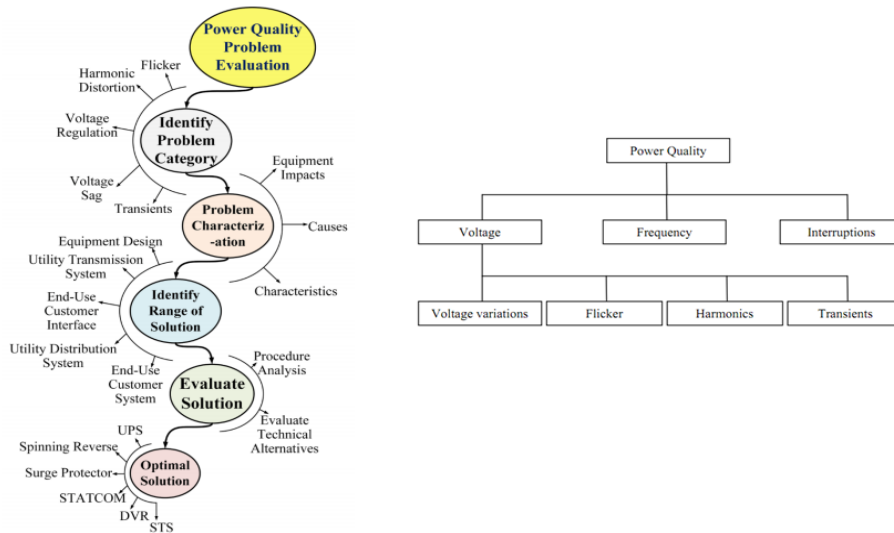 Power Quality
Problem
Evaluation
Flicker
Harmonic
Distortion
Voltage
Regulation
Identify
Problem
Category
Voltage
Sag
Transients
Equipment
Impacts
Problem
Characteriz
-ation
Causes
Characteristics
Equipment Design
Utility Transmission
System
End-Use
Customer
Interface
Identify
Range of
Solution
Utility Distribution
System
End-Use
Customer
System
Procedure
Analysis
Evaluate
Solution
Evaluate
Technical
Alternatives
UPS
Spinning Reverse
Surge Protector
Optimal
Solution
STATCOM
DVR
STS
Power Quality
Voltage
Frequency
Interruptions
Voltage variations
Flicker
Harmonics
Transients